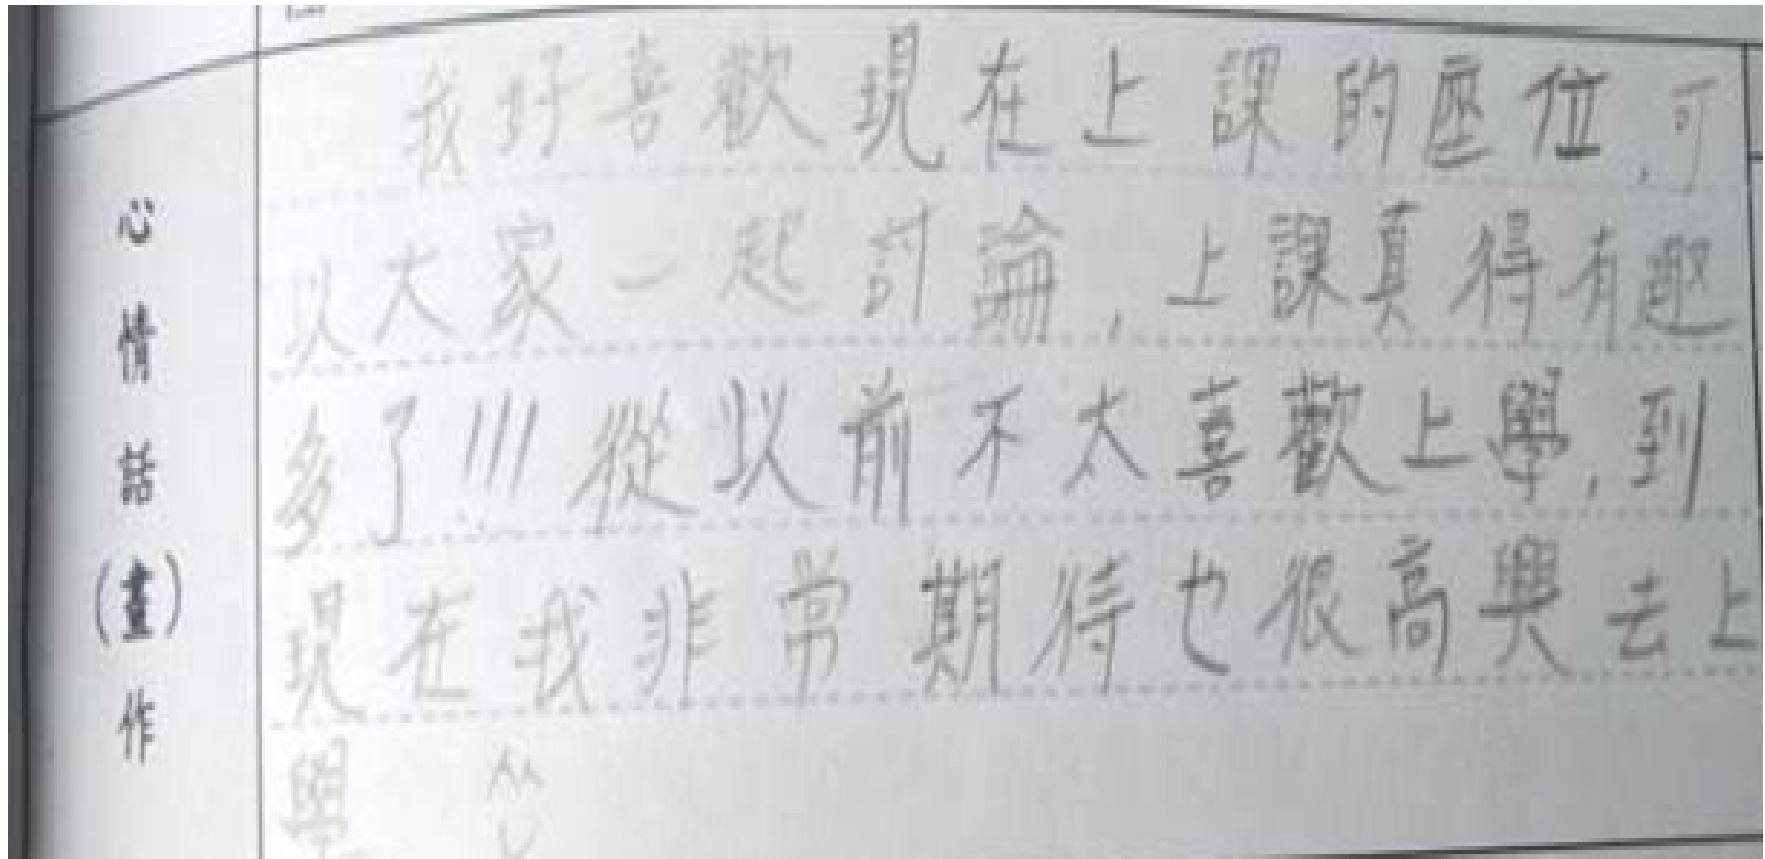 心情話(畫)作
我好喜歡現在上課的座位,可
以大家一起討論,上課真得有趣
多了!!!從以前不太喜歡上學,到
現在我非常期待也很高興去上
學 ^^